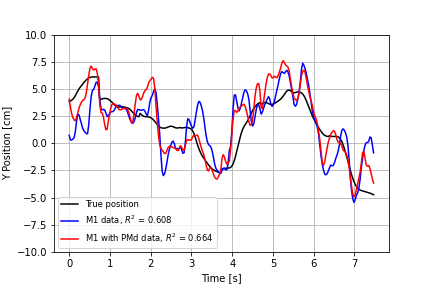 10.0
7.5
5.0
2.5
0.0
−2.5
−5.0
−7.5
−10.0
Y Position [cm]
True position
M1 data, R² = 0.608
M1 with PMd data, R² = 0.664
0 1 2 3 4 5 6 7
Time [s]